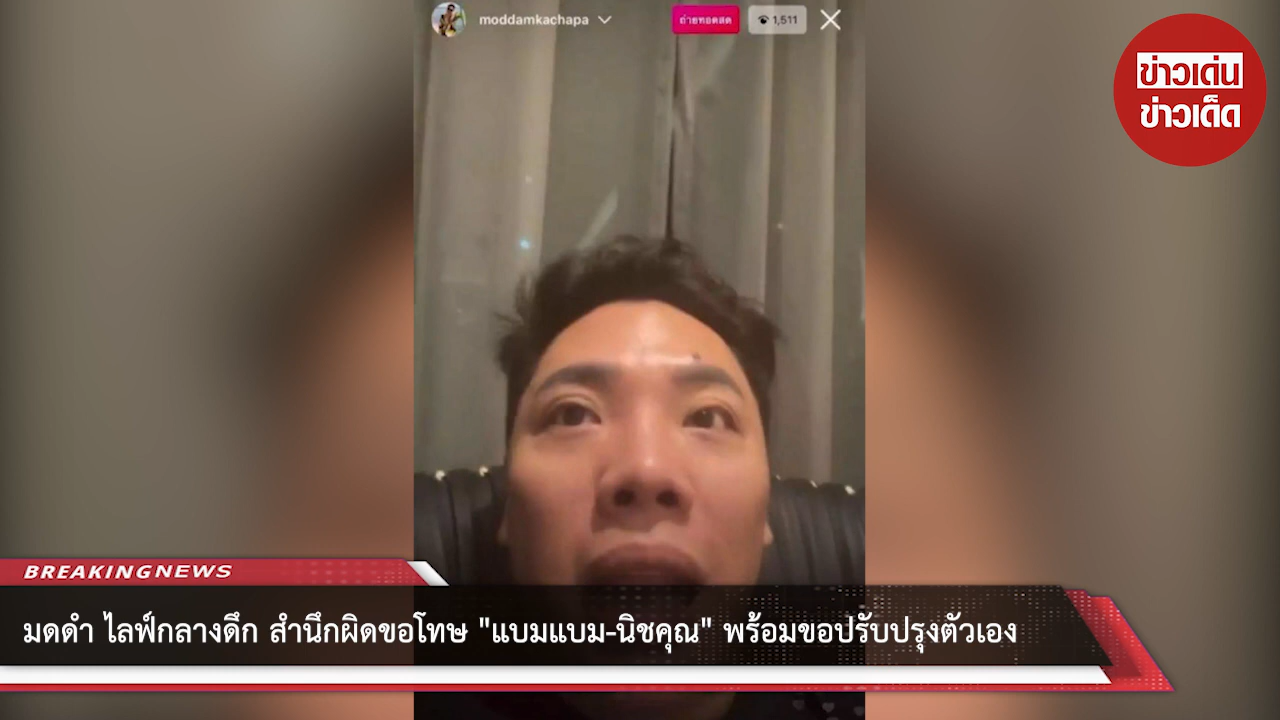 moddamkachapa
ถ่ายทอดสด
1,511
ข่าวเด่น
ข่าวเด็ด
BREAKING NEWS
มดดำ ไลฟ์กลางดึก สำนึกผิดขอโทษ "แบมแบม-นิชคุณ" พร้อมขอปรับปรุงตัวเอง